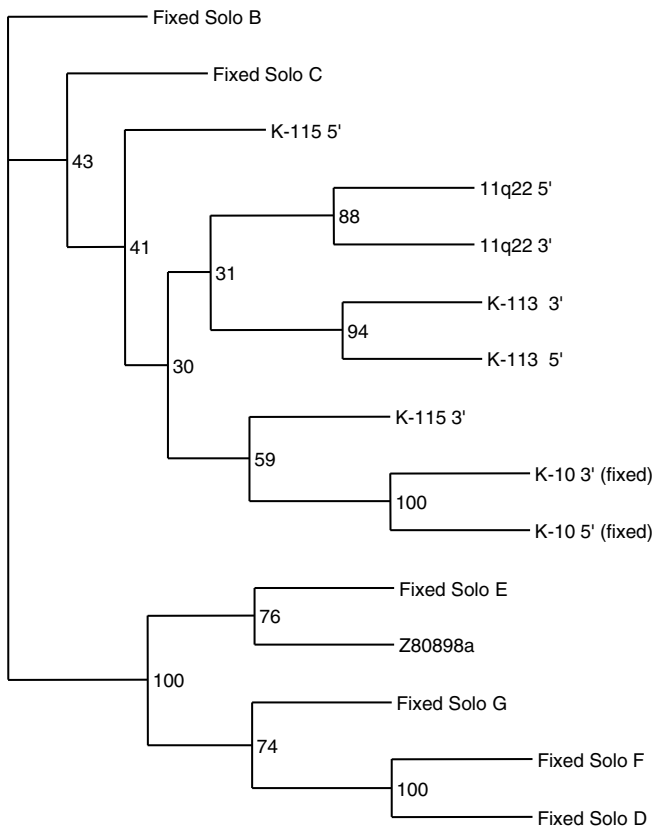 Fixed Solo B
Fixed Solo C
K-115 5'
43
11q22 5'
88
11q22 3'
41
31
K-113  3'
94
K-113  5'
30
K-115 3'
59
K-10 3' (fixed)
100
K-10 5' (fixed)
Fixed Solo E
76
Z80898a
100
Fixed Solo G
74
Fixed Solo F
100
Fixed Solo D